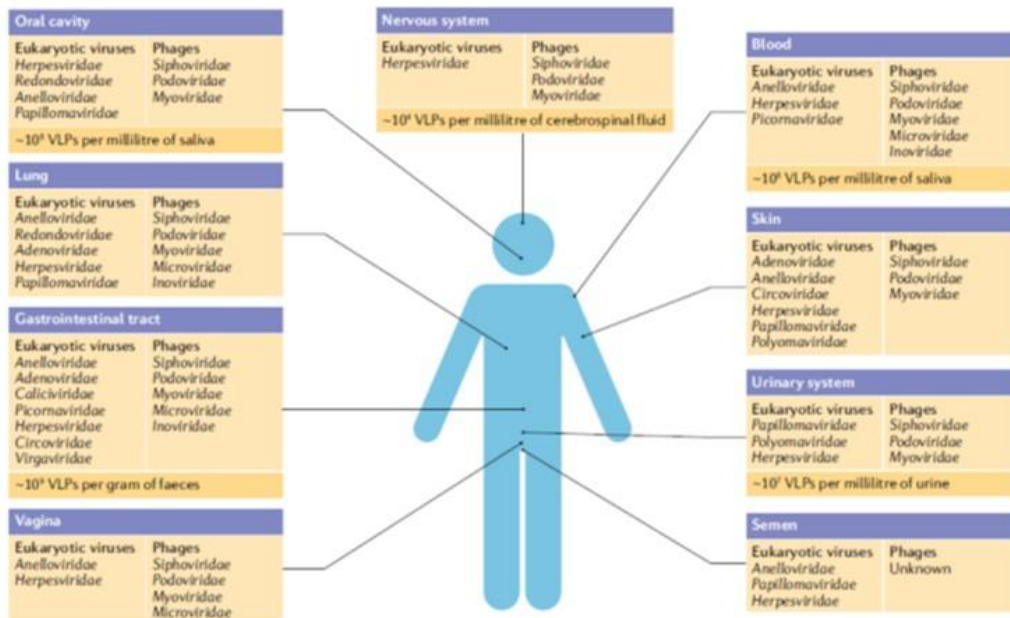 Oral cavity
Eukaryotic viruses Phages
Herpesviridae Siphoviridae
Redondoviridae Podoviridae
Anelloviridae Myoviridae
Papillomaviridae
~10⁸ VLPs per millilitre of saliva
Nervous system
Eukaryotic viruses Phages
Herpesviridae Siphoviridae
Podoviridae
Myoviridae
~10⁴ VLPs per millilitre of cerebrospinal fluid
Blood
Eukaryotic viruses Phages
Anelloviridae Siphoviridae
Herpesviridae Podoviridae
Picornaviridae Myoviridae
Microviridae
Inoviridae
~10⁵ VLPs per millilitre of saliva
Lung
Eukaryotic viruses Phages
Anelloviridae Siphoviridae
Redondoviridae Podoviridae
Adenoviridae Myoviridae
Herpesviridae Microviridae
Papillomaviridae Inoviridae
Skin
Eukaryotic viruses Phages
Adenoviridae Siphoviridae
Anelloviridae Podoviridae
Circoviridae Myoviridae
Herpesviridae
Papillomaviridae
Polyomaviridae
Gastrointestinal tract
Eukaryotic viruses Phages
Anelloviridae Siphoviridae
Adenoviridae Podoviridae
Caliciviridae Myoviridae
Picornaviridae Microviridae
Herpesviridae Inoviridae
Circoviridae
Virgaviridae
~10⁹ VLPs per gram of faeces
Urinary system
Eukaryotic viruses Phages
Papillomaviridae Siphoviridae
Polyomaviridae Podoviridae
Herpesviridae Myoviridae
~10⁷ VLPs per millilitre of urine
Vagina
Eukaryotic viruses Phages
Anelloviridae Siphoviridae
Herpesviridae Podoviridae
Myoviridae
Microviridae
Semen
Eukaryotic viruses Phages
Anelloviridae Unknown
Papillomaviridae
Herpesviridae